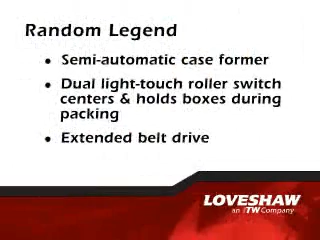 Random Legend
• Semi-automatic case former
• Dual light-touch roller switch
centers & holds boxes during
packing
• Extended belt drive
LOVESHAW
an ITW Company